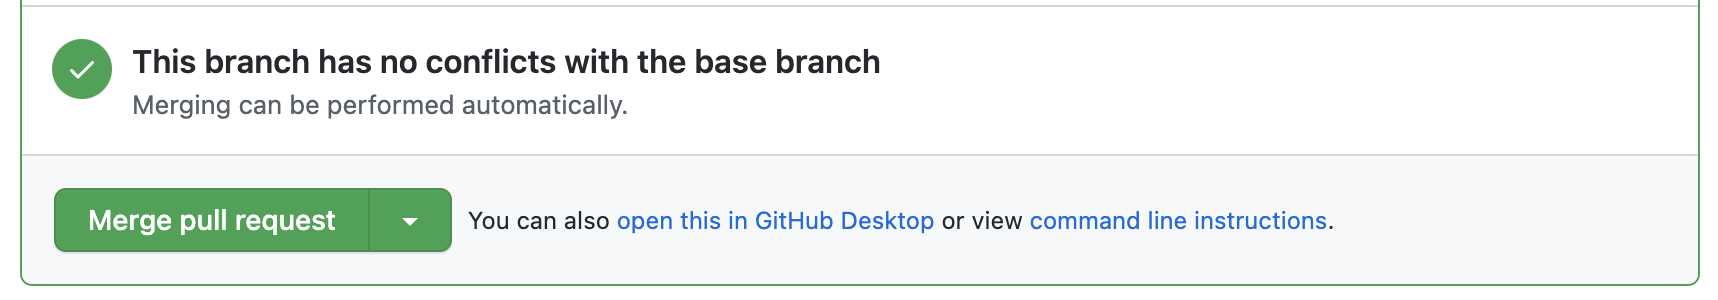 This branch has no conflicts with the base branch
Merging can be performed automatically.
Merge pull request You can also open this in GitHub Desktop or view command line instructions.